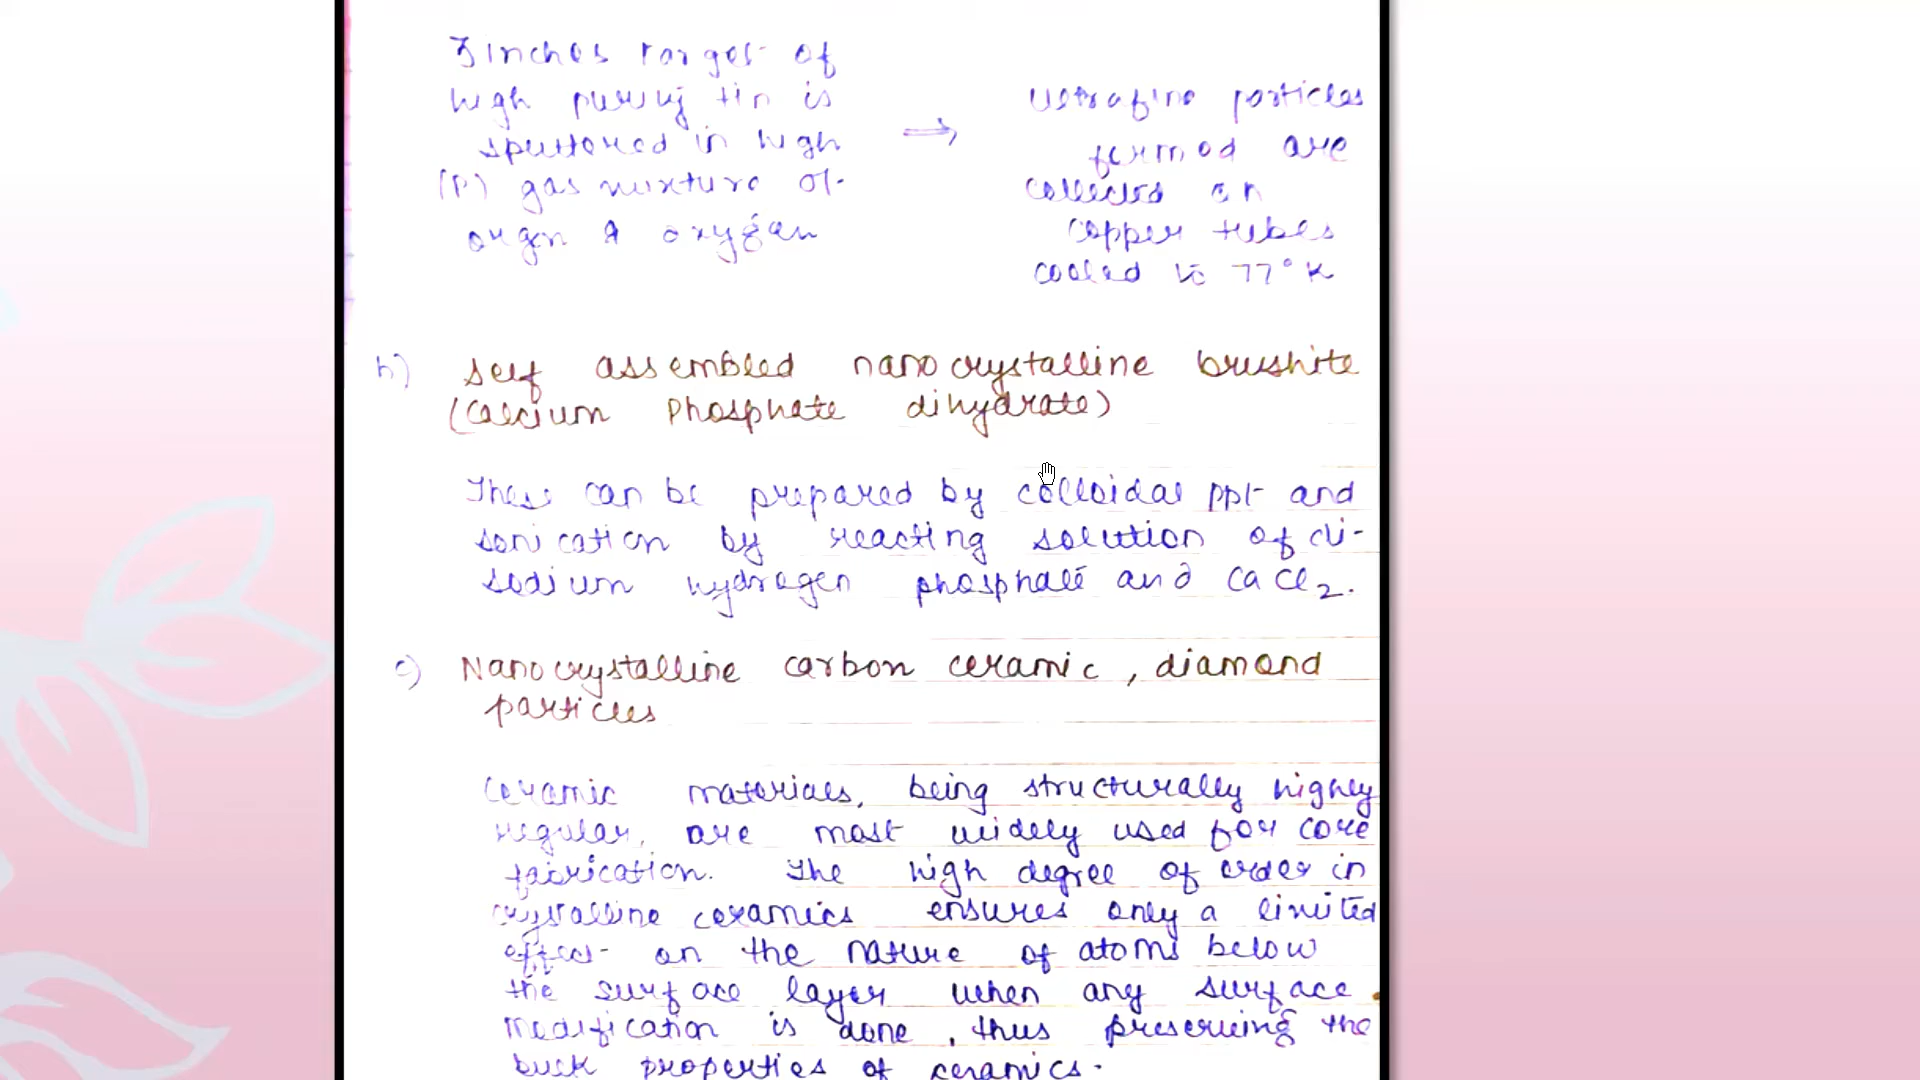 3 inches target of
high purity tin is
sputtered in high
(P) gas mixture of
argon & oxygen
⇒
Ultrafine particles
formed are
collected on
copper tubes
cooled to 77°K
b) Self assembled nano crystalline brushite
(Calcium Phosphate dihydrate)
These can be prepared by colloidal ppt and
sonication by reacting solution of di-
sodium hydrogen phosphate and CaCl2.
c) Nanocrystalline carbon ceramic, diamond
particles
Ceramic materials, being structurally highly
regular, are most widely used for core
fabrication. The high degree of order in
crystalline ceramics ensures only a limited
effect on the nature of atoms below
the surface layer when any surface
modification is done, thus preserving the
bulk properties of ceramics.